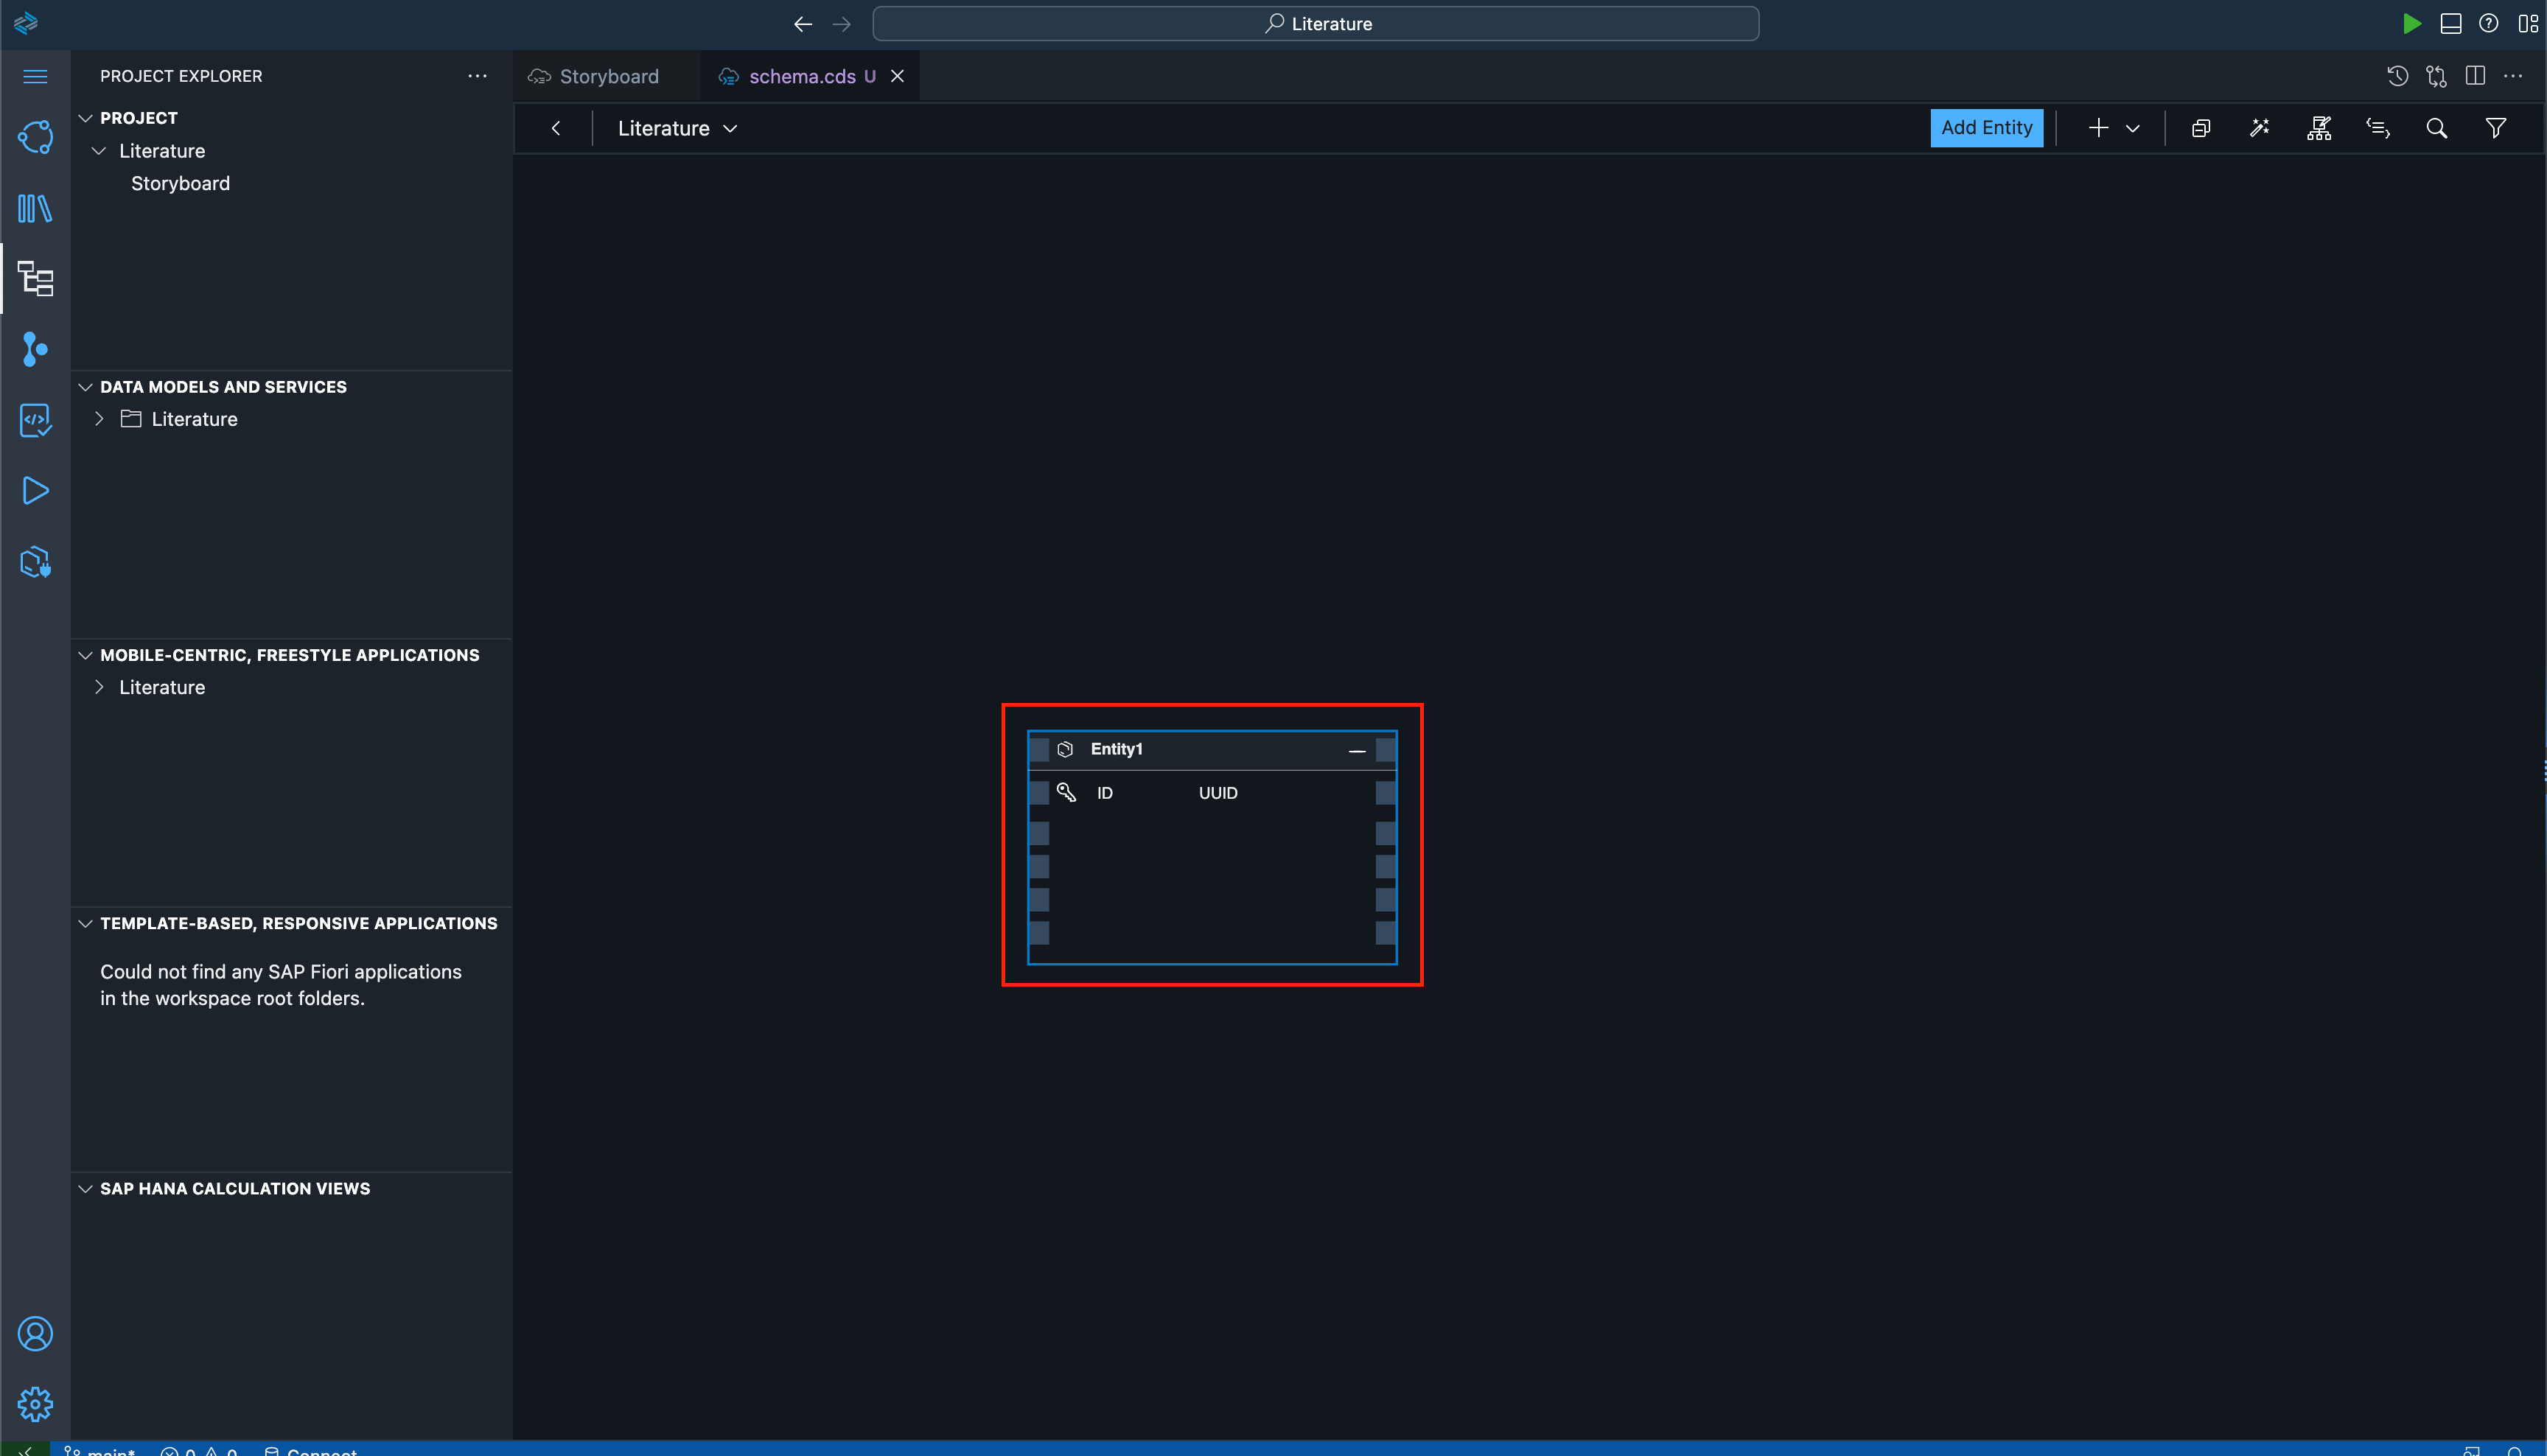 Literature
PROJECT EXPLORER
Storyboard
schema.cds U
PROJECT
Literature
Storyboard
Literature
Add Entity
DATA MODELS AND SERVICES
Literature
MOBILE-CENTRIC, FREESTYLE APPLICATIONS
Literature
Entity1
ID UUID
TEMPLATE-BASED, RESPONSIVE APPLICATIONS
Could not find any SAP Fiori applications
in the workspace root folders.
SAP HANA CALCULATION VIEWS
main* 0 0 Connect